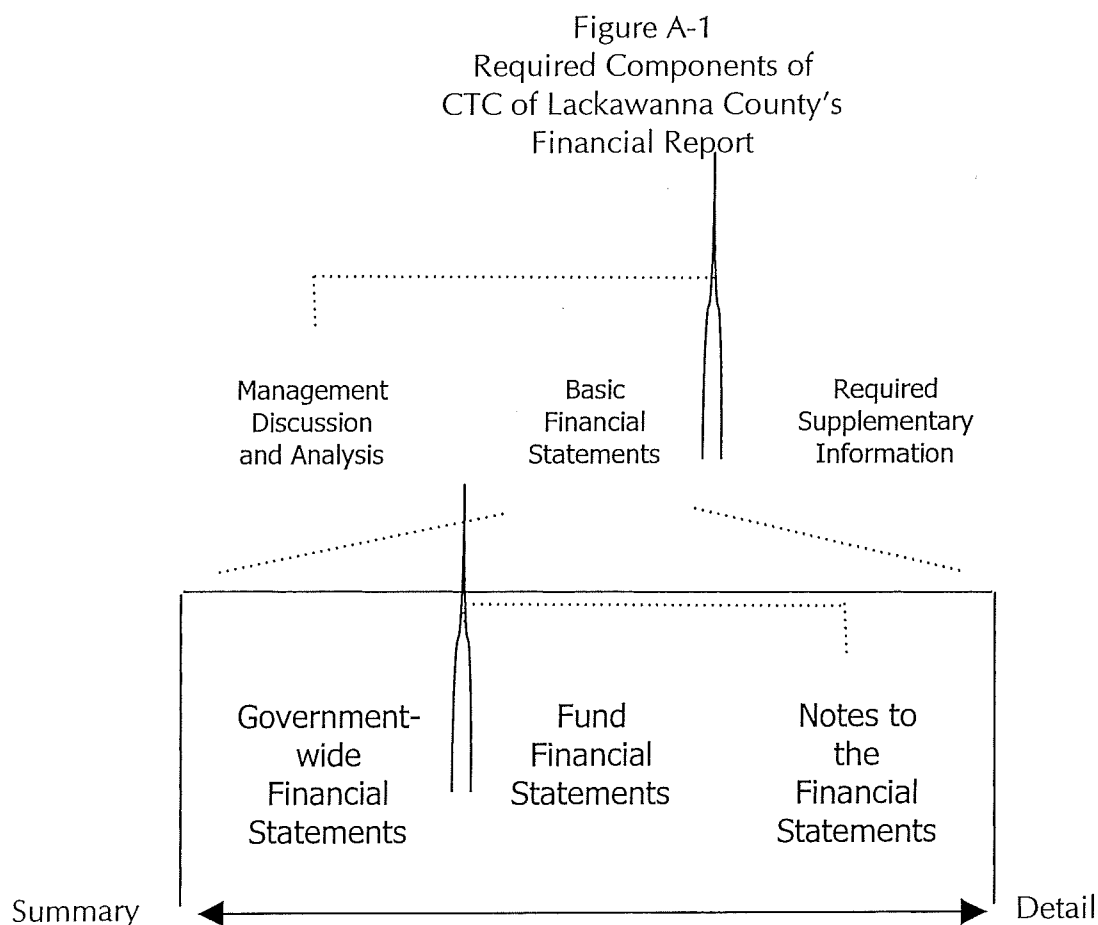 Figure A-1
Required Components of
CTC of Lackawanna County's
Financial Report
Management
Discussion
and Analysis
Basic
Financial
Statements
Required
Supplementary
Information
Government-
wide
Financial
Statements
Fund
Financial
Statements
Notes to
the
Financial
Statements
Summary
Detail